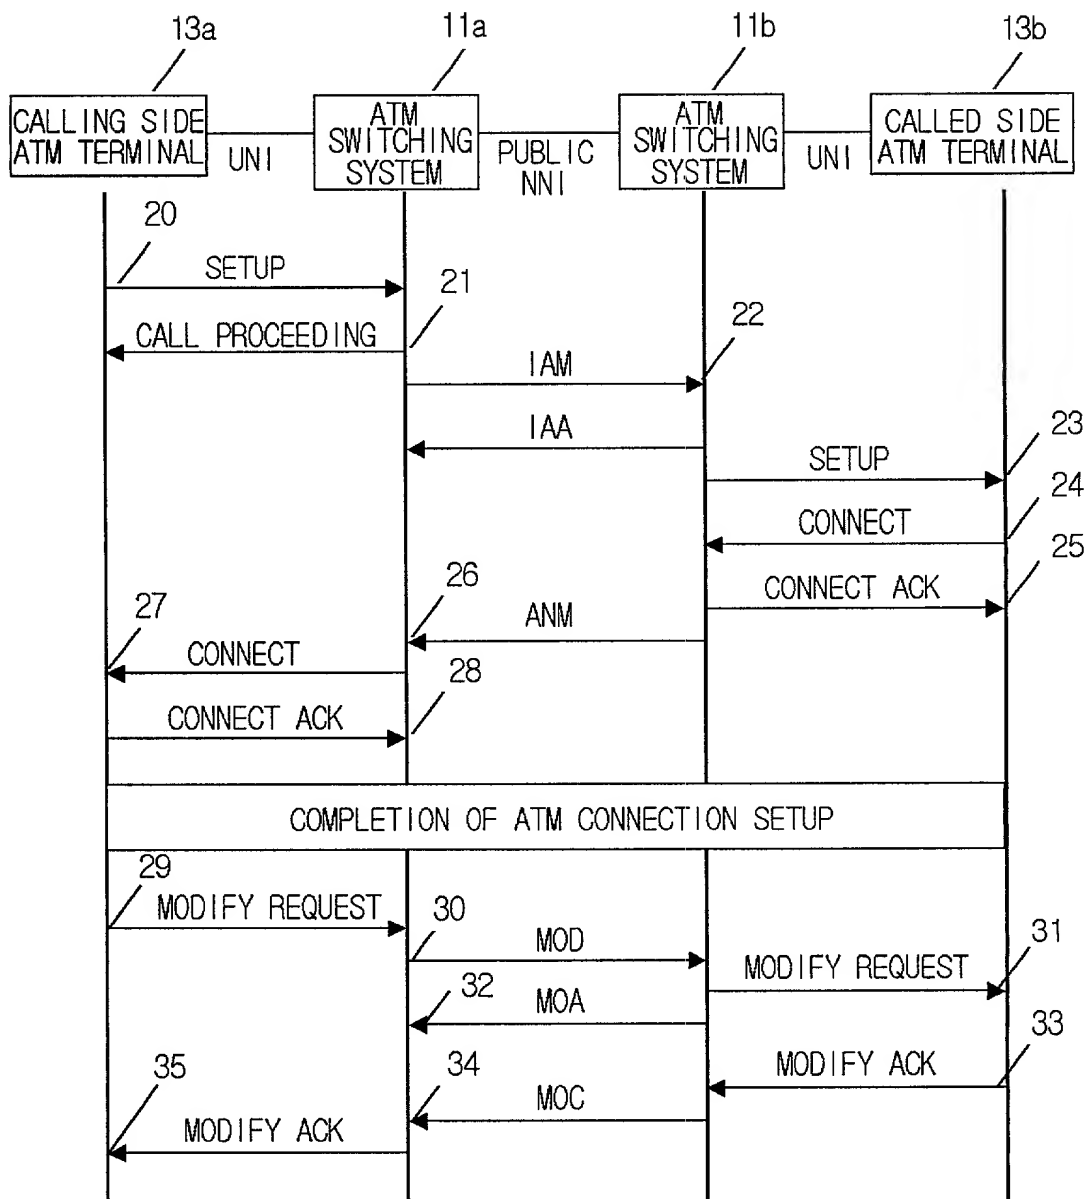 13a
11a
11b
13b
CALLING SIDE
ATM TERMINAL
UNI
ATM
SWITCHING
SYSTEM
PUBLIC
NNI
ATM
SWITCHING
SYSTEM
UNI
CALLED SIDE
ATM TERMINAL
20
SETUP
21
CALL PROCEEDING
22
IAM
IAA
23
SETUP
24
CONNECT
25
CONNECT ACK
26
ANM
27
CONNECT
28
CONNECT ACK
COMPLETION OF ATM CONNECTION SETUP
29
MODIFY REQUEST
30
MOD
31
MODIFY REQUEST
32
MOA
33
MODIFY ACK
34
MOC
35
MODIFY ACK